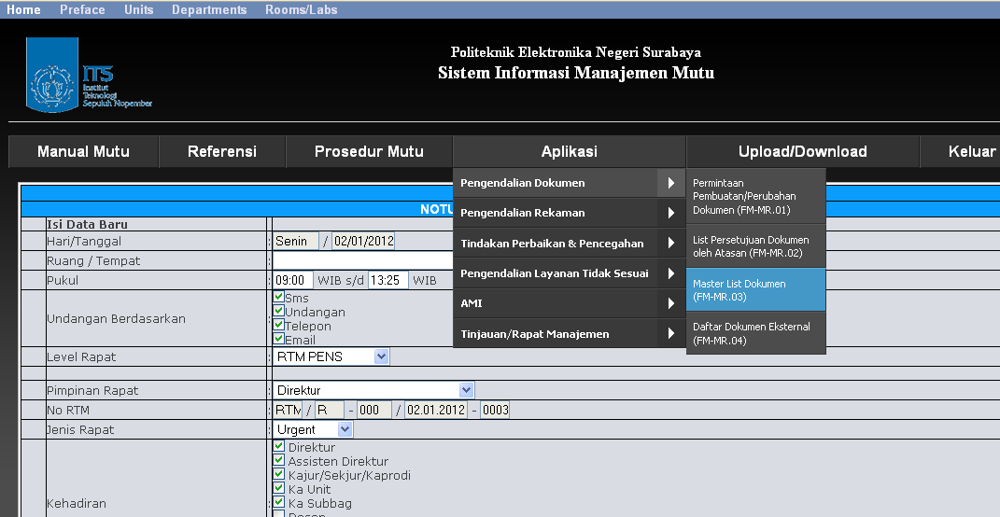 Home Preface Units Departments Rooms/Labs
ITS
Institut
Teknologi
Sepuluh Nopember
Politeknik Elektronika Negeri Surabaya
Sistem Informasi Manajemen Mutu
Manual Mutu Referensi Prosedur Mutu Aplikasi Upload/Download Keluar
Pengendalian Dokumen
Pengendalian Rekaman
Tindakan Perbaikan & Pencegahan
Pengendalian Layanan Tidak Sesuai
AMI
Tinjauan/Rapat Manajemen
Permintaan
Pembuatan/Perubahan
Dokumen (FM-MR.01)
List Persetujuan Dokumen
oleh Atasan (FM-MR.02)
Master List Dokumen
(FM-MR.03)
Daftar Dokumen Eksternal
(FM-MR.04)
NOTU
Isi Data Baru
Hari/Tanggal : Senin / 02/01/2012
Ruang / Tempat :
Pukul : 09:00 WIB s/d 13:25 WIB
Undangan Berdasarkan :
Sms
Undangan
Telepon
Email
Level Rapat : RTM PENS
Pimpinan Rapat : Direktur
No RTM : RTM / R - 000 / 02.01.2012 - 0003
Jenis Rapat : Urgent
Kehadiran :
Direktur
Assisten Direktur
Kajur/Sekjur/Kaprodi
Ka Unit
Ka Subbag